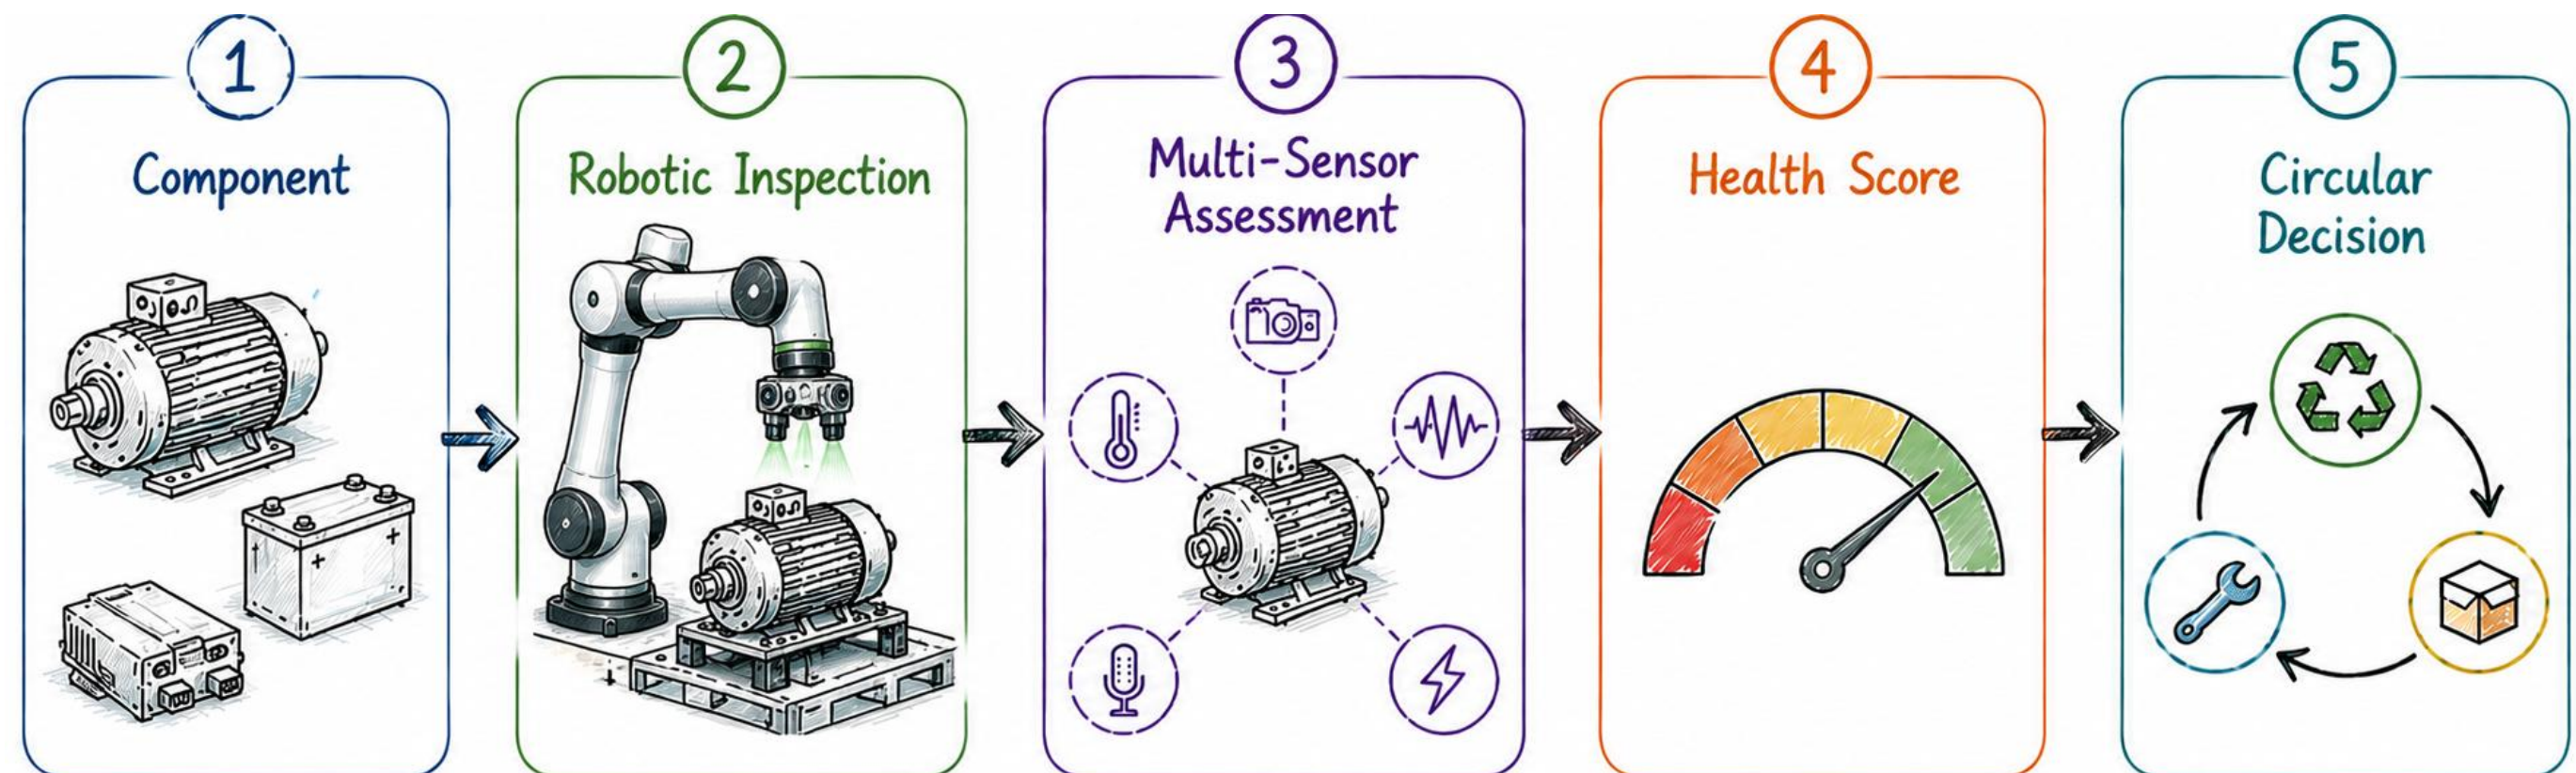 1
Component
2
Robotic Inspection
3
Multi-Sensor
Assessment
4
Health Score
5
Circular
Decision